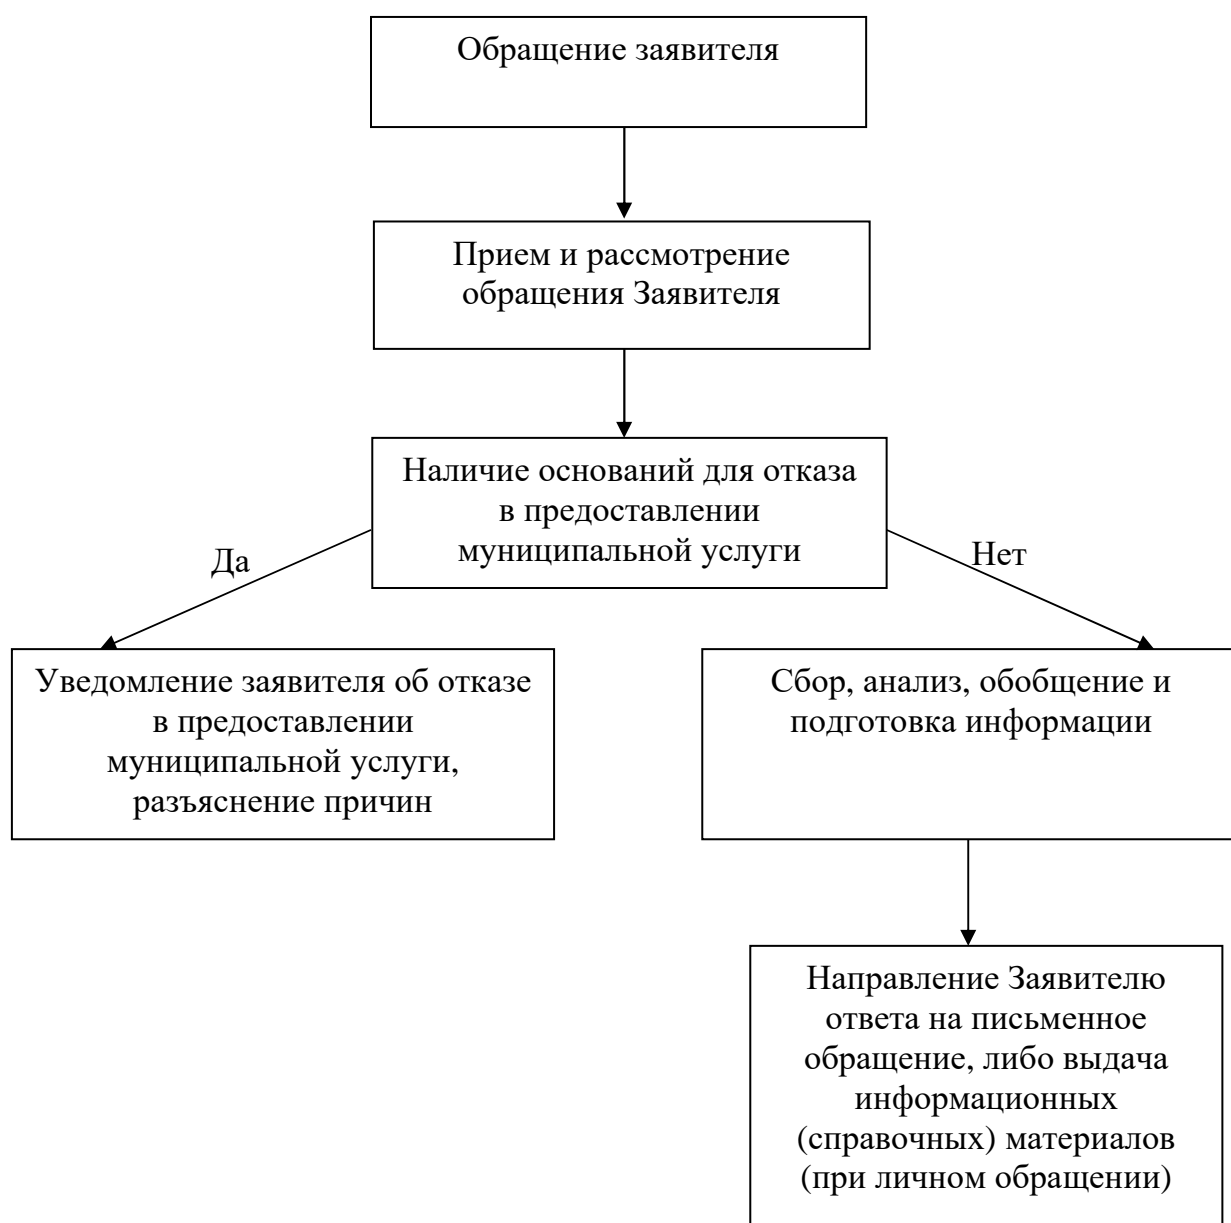 Обращение заявителя
Прием и рассмотрение
обращения Заявителя
Наличие оснований для отказа
в предоставлении
муниципальной услуги
Да
Нет
Уведомление заявителя об отказе
в предоставлении
муниципальной услуги,
разъяснение причин
Сбор, анализ, обобщение и
подготовка информации
Направление Заявителю
ответа на письменное
обращение, либо выдача
информационных
(справочных) материалов
(при личном обращении)